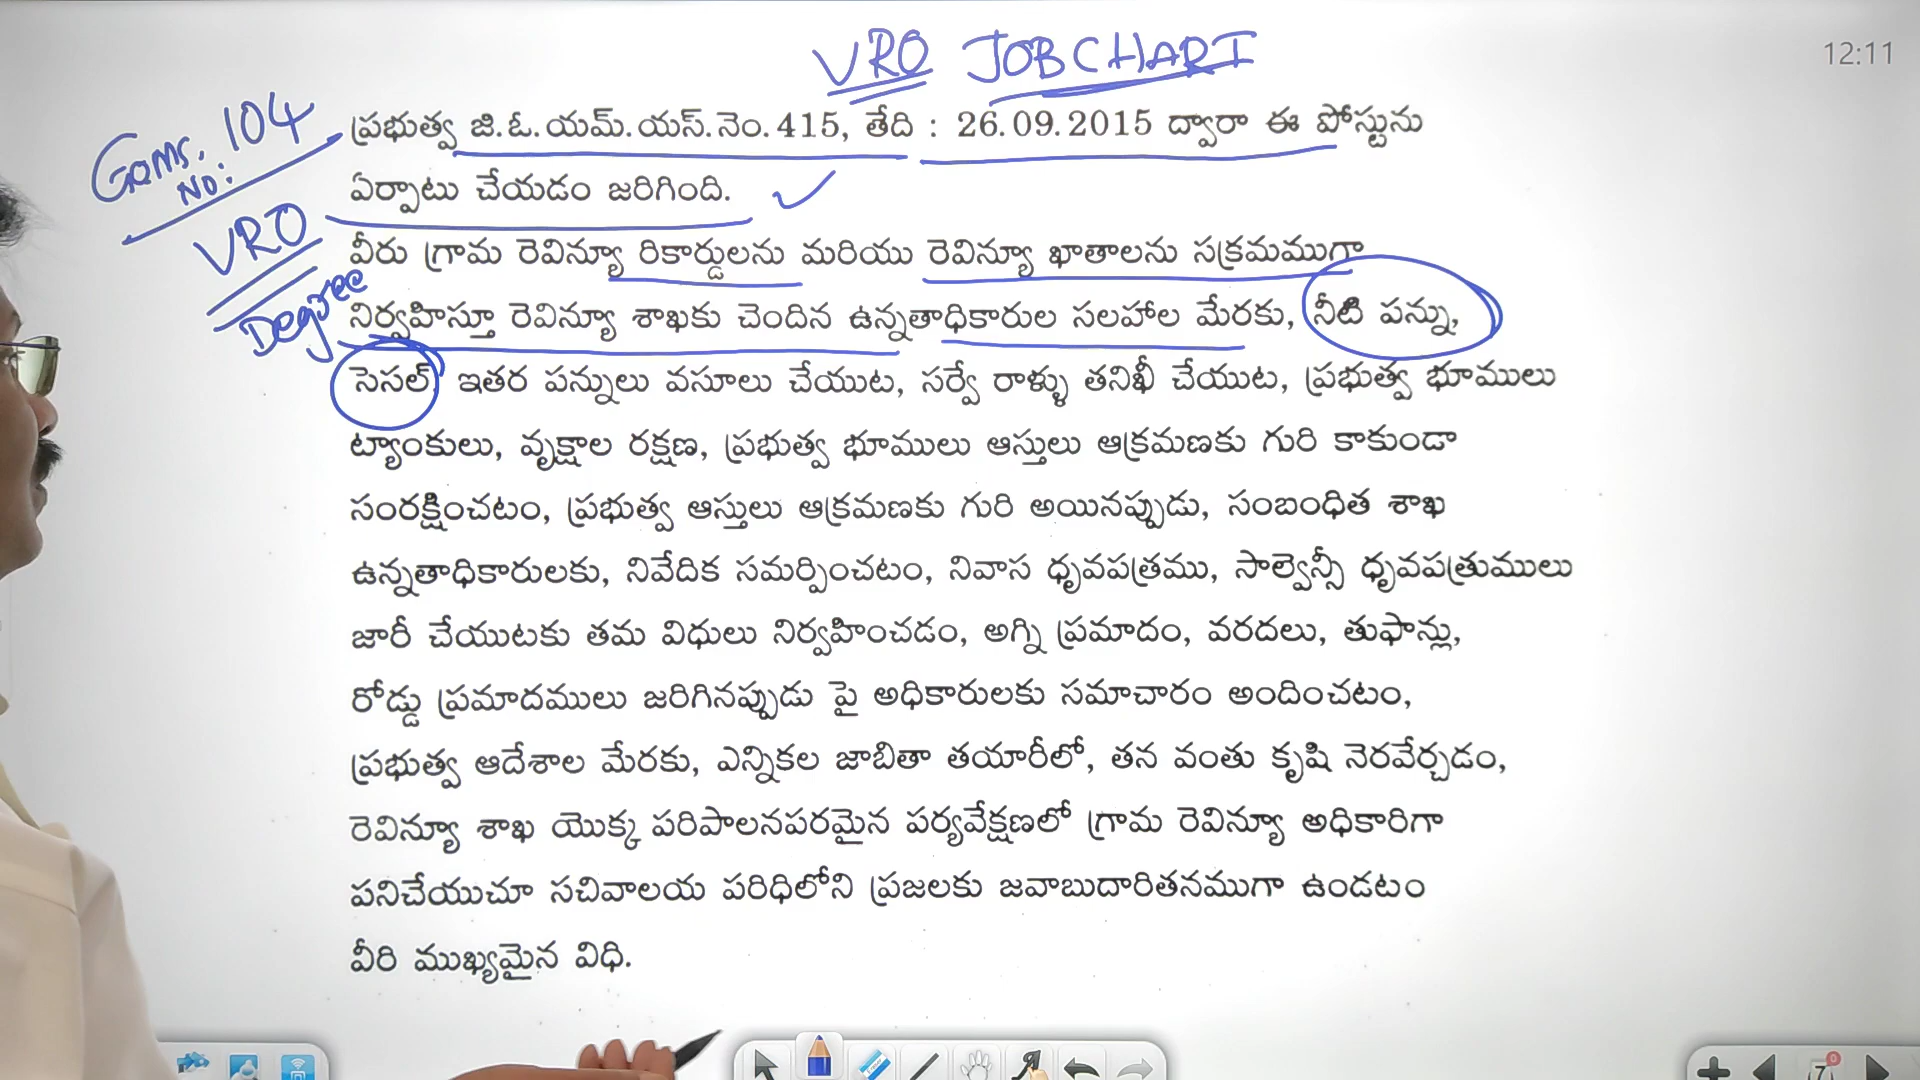 VRO JOB CHART
12:11
Goms. 104
No:
VRO
Degree
ప్రభుత్వ జి.ఓ.యమ్.యస్.నెం.415, తేది : 26.09.2015 ద్వారా ఈ పోస్టును
ఏర్పాటు చేయడం జరిగింది.
వీరు గ్రామ రెవిన్యూ రికార్డులను మరియు రెవిన్యూ ఖాతాలను సక్రమముగా
నిర్వహిస్తూ రెవిన్యూ శాఖకు చెందిన ఉన్నతాధికారుల సలహాల మేరకు, నీటి పన్ను,
సెసల్ ఇతర పన్నులు వసూలు చేయుట, సర్వే రాళ్ళు తనిఖీ చేయుట, ప్రభుత్వ భూములు
ట్యాంకులు, వృక్షాల రక్షణ, ప్రభుత్వ భూములు ఆస్తులు ఆక్రమణకు గురి కాకుండా
సంరక్షించటం, ప్రభుత్వ ఆస్తులు ఆక్రమణకు గురి అయినప్పుడు, సంబంధిత శాఖ
ఉన్నతాధికారులకు, నివేదిక సమర్పించటం, నివాస ధృవపత్రము, సాల్వెన్సీ ధృవపత్రుములు
జారీ చేయుటకు తమ విధులు నిర్వహించడం, అగ్ని ప్రమాదం, వరదలు, తుఫాన్లు,
రోడ్డు ప్రమాదములు జరిగినప్పుడు పై అధికారులకు సమాచారం అందించటం,
ప్రభుత్వ ఆదేశాల మేరకు, ఎన్నికల జాబితా తయారీలో, తన వంతు కృషి నెరవేర్చడం,
రెవిన్యూ శాఖ యొక్క పరిపాలనపరమైన పర్యవేక్షణలో గ్రామ రెవిన్యూ అధికారిగా
పనిచేయుచూ సచివాలయ పరిధిలోని ప్రజలకు జవాబుదారితనముగా ఉండటం
వీరి ముఖ్యమైన విధి.